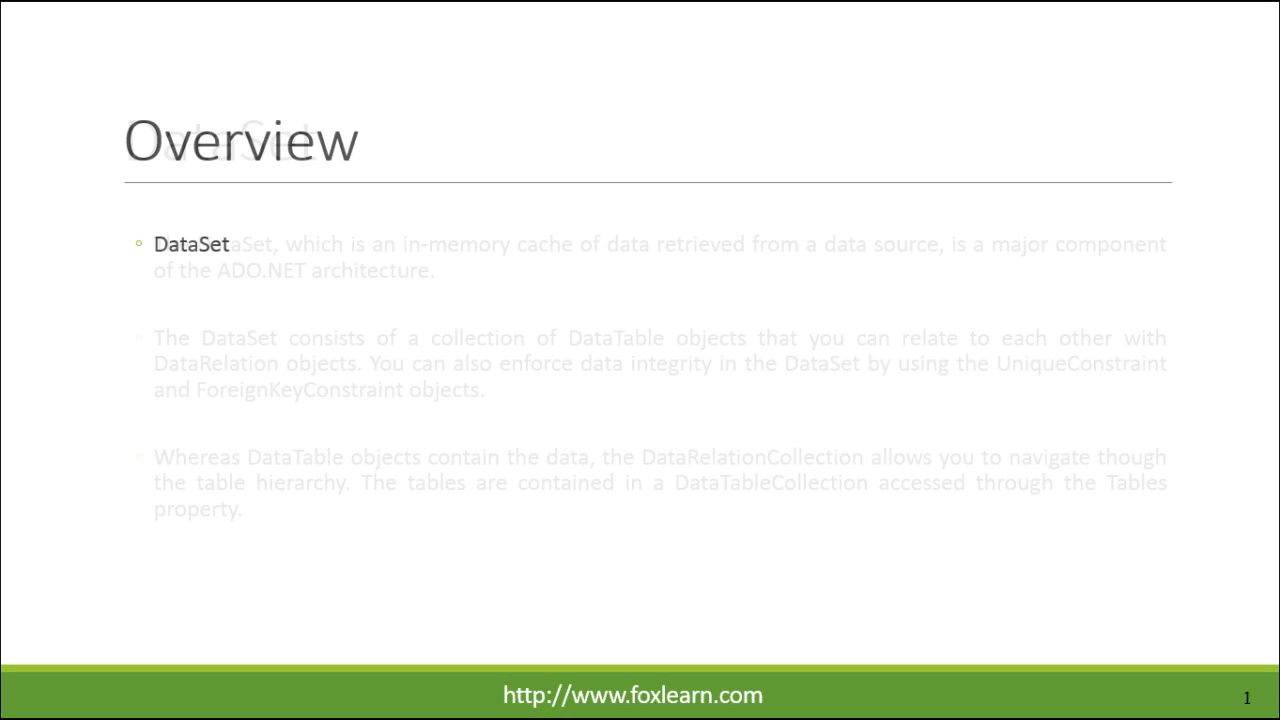 Overview
DataSet
◦ DataSet
The DataSet, which is an in-memory cache of data retrieved from a data source, is a major component
of the ADO.NET architecture.
◦ The DataSet consists of a collection of DataTable objects that you can relate to each other with
DataRelation objects. You can also enforce data integrity in the DataSet by using the UniqueConstraint
and ForeignKeyConstraint objects.
◦ Whereas DataTable objects contain the data, the DataRelationCollection allows you to navigate though
the table hierarchy. The tables are contained in a DataTableCollection accessed through the Tables
property.
http://www.foxlearn.com
1